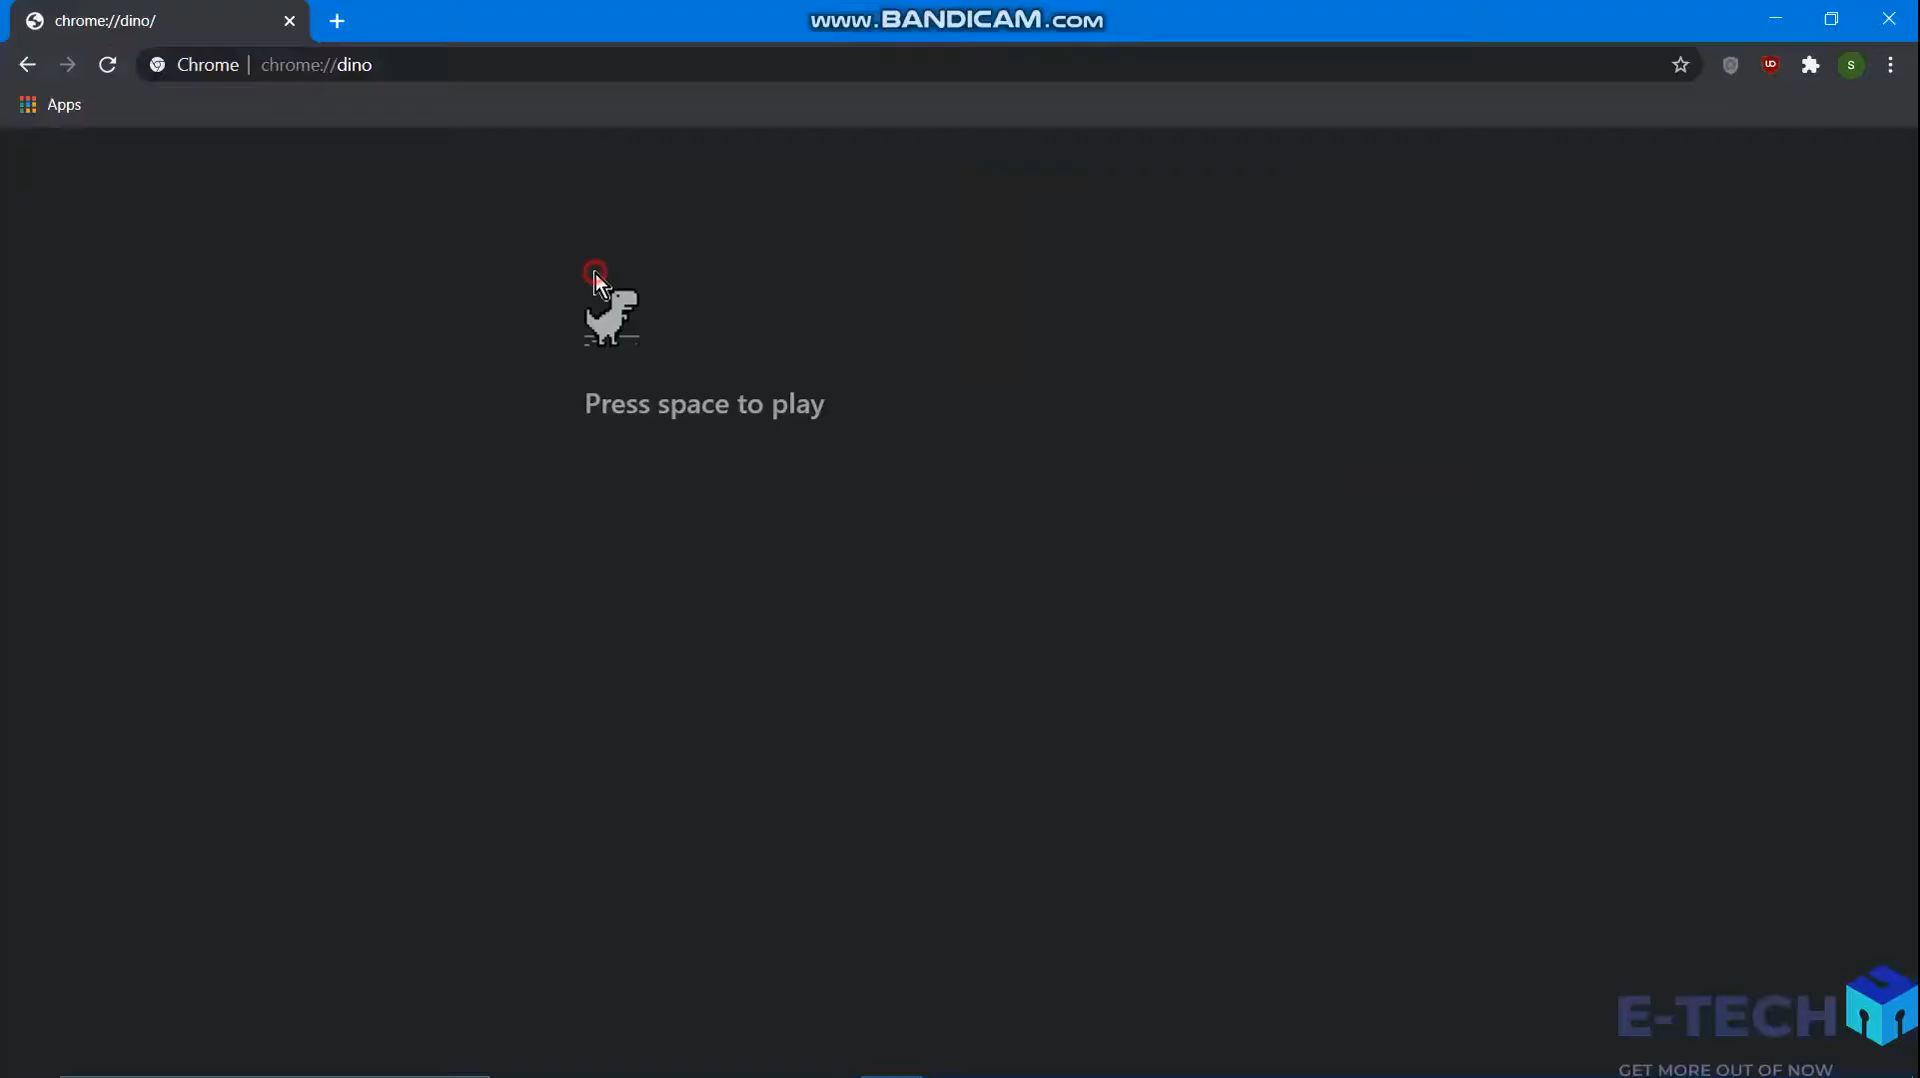 chrome://dino/
www.BANDICAM.com
Chrome | chrome://dino
UD
S
Apps
Press space to play
E-TECH
GET MORE OUT OF NOW